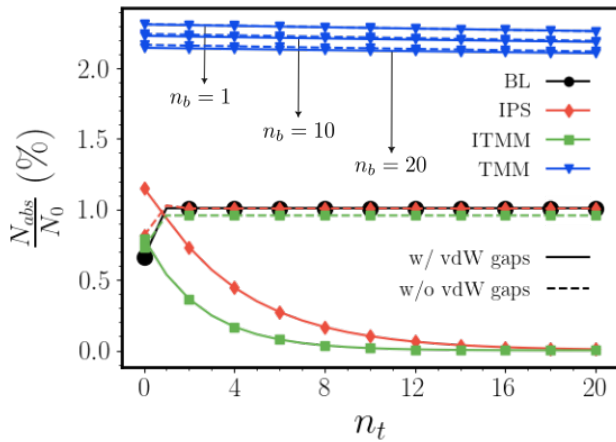 2.0
1.5
1.0
0.5
0.0
N_abs/N_0 (%)
n_b = 1
n_b = 10
n_b = 20
BL
IPS
ITMM
TMM
w/ vdW gaps
w/o vdW gaps
0 4 8 12 16 20
n_t